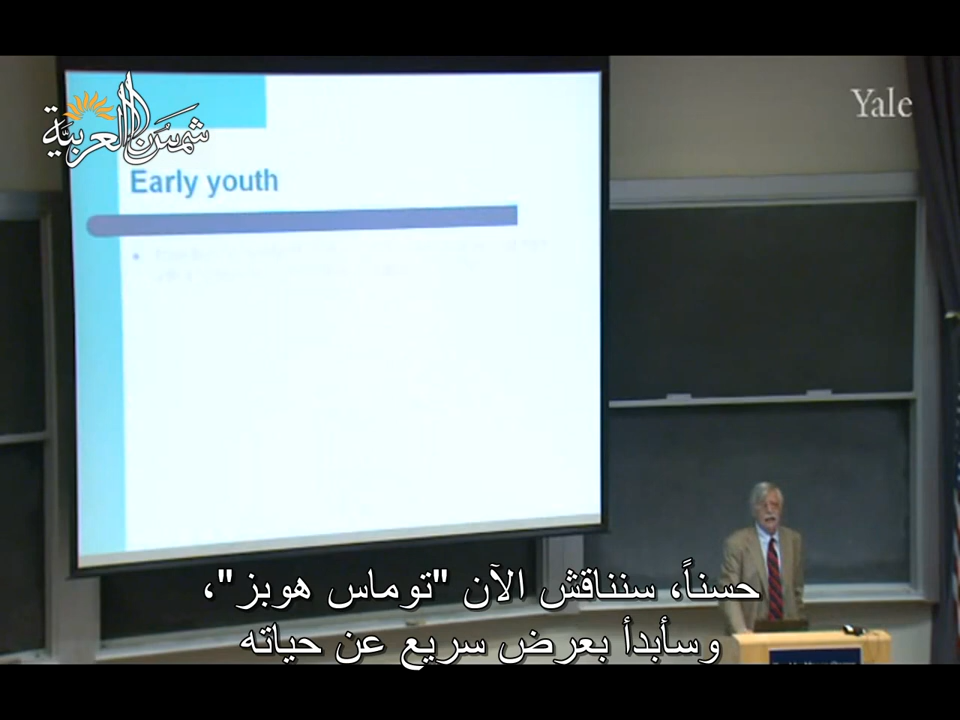 Yale
شمس العربية
Early youth
حسناً، سنناقش الآن "توماس هوبز"،
وسأبدأ بعرض سريع عن حياته